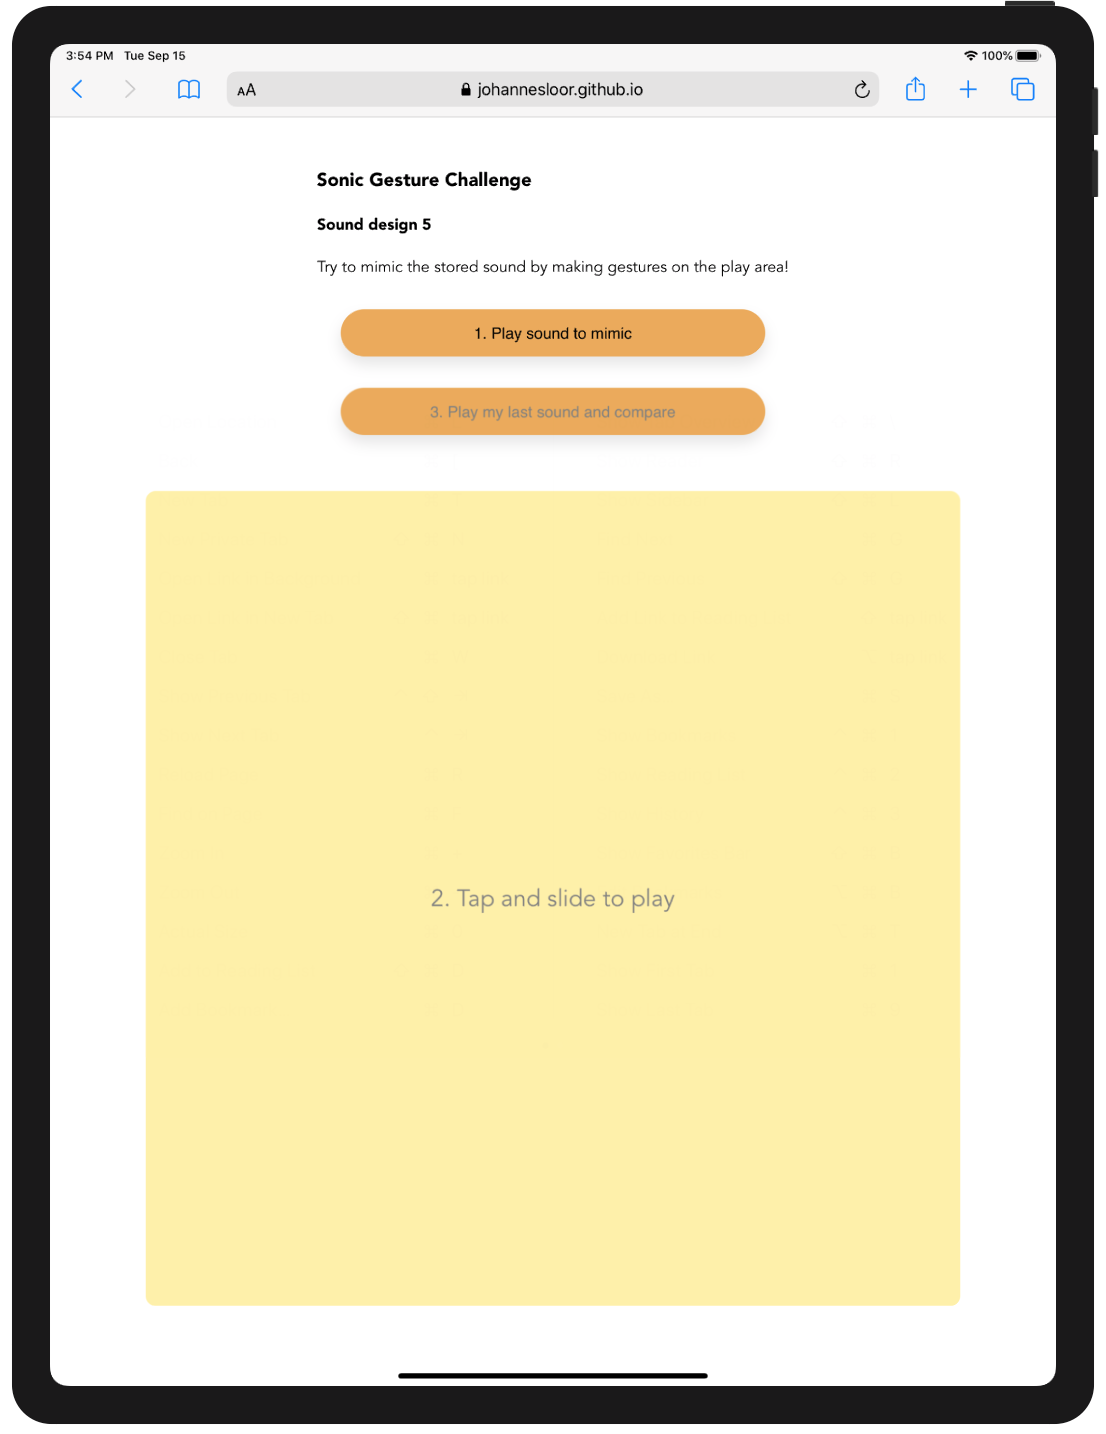 3:54 PM Tue Sep 15
100%
AA
johannesloor.github.io
Sonic Gesture Challenge
Sound design 5
Try to mimic the stored sound by making gestures on the play area!
1. Play sound to mimic
3. Play my last sound and compare
2. Tap and slide to play